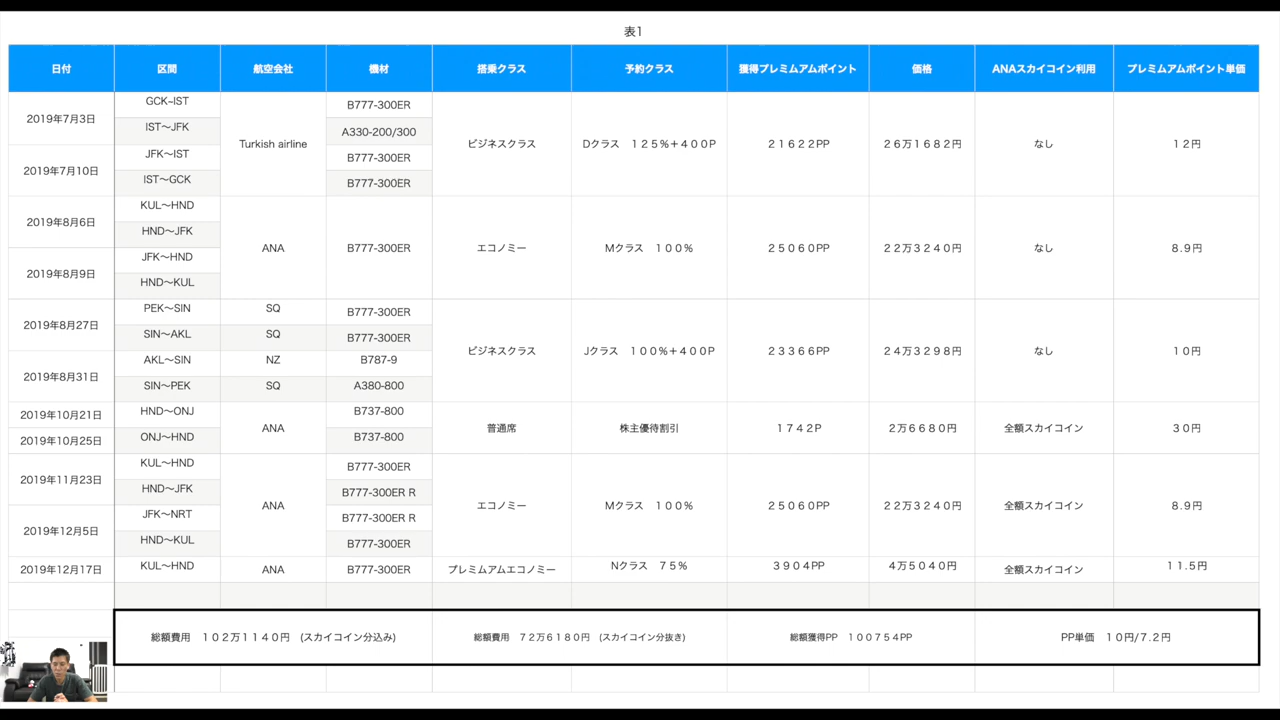 表1
日付 区間 航空会社 機材 搭乗クラス 予約クラス 獲得プレミアムポイント 価格 ANAスカイコイン利用 プレミアムポイント単価
2019年7月3日 GCK-IST Turkish airline B777-300ER ビジネスクラス Dクラス １２５%＋４００P ２１６２２PP ２６万１６８２円 なし １２円
IST〜JFK A330-200/300
2019年7月10日 JFK〜IST B777-300ER
IST〜GCK B777-300ER
2019年8月6日 KUL〜HND ANA B777-300ER エコノミー Mクラス １００% ２５０６０PP ２２万３２４０円 なし 8.９円
HND〜JFK
2019年8月9日 JFK〜HND
HND〜KUL
2019年8月27日 PEK〜SIN SQ B777-300ER ビジネスクラス Jクラス １００%＋４００P ２３３６６PP ２４万３２９８円 なし １０円
SIN〜AKL SQ B777-300ER
2019年8月31日 AKL〜SIN NZ B787-9
SIN〜PEK SQ A380-800
2019年10月21日 HND〜ONJ ANA B737-800 普通席 株主優待割引 １７４２P ２万６６８０円 全額スカイコイン ３０円
2019年10月25日 ONJ〜HND B737-800
2019年11月23日 KUL〜HND ANA B777-300ER エコノミー Mクラス １００% ２５０６０PP ２２万３２４０円 全額スカイコイン 8.９円
HND〜JFK B777-300ER R
2019年12月5日 JFK〜NRT B777-300ER R
HND〜KUL B777-300ER
2019年12月17日 KUL〜HND ANA B777-300ER プレミアムエコノミー Nクラス ７５% ３９０４PP ４万５０４０円 全額スカイコイン １１.５円
総額費用 １０２万１１４０円 (スカイコイン分込み) 総額費用 ７２万６１８０円 (スカイコイン分抜き) 総額獲得PP １００７５４PP PP単価 １０円/７.２円